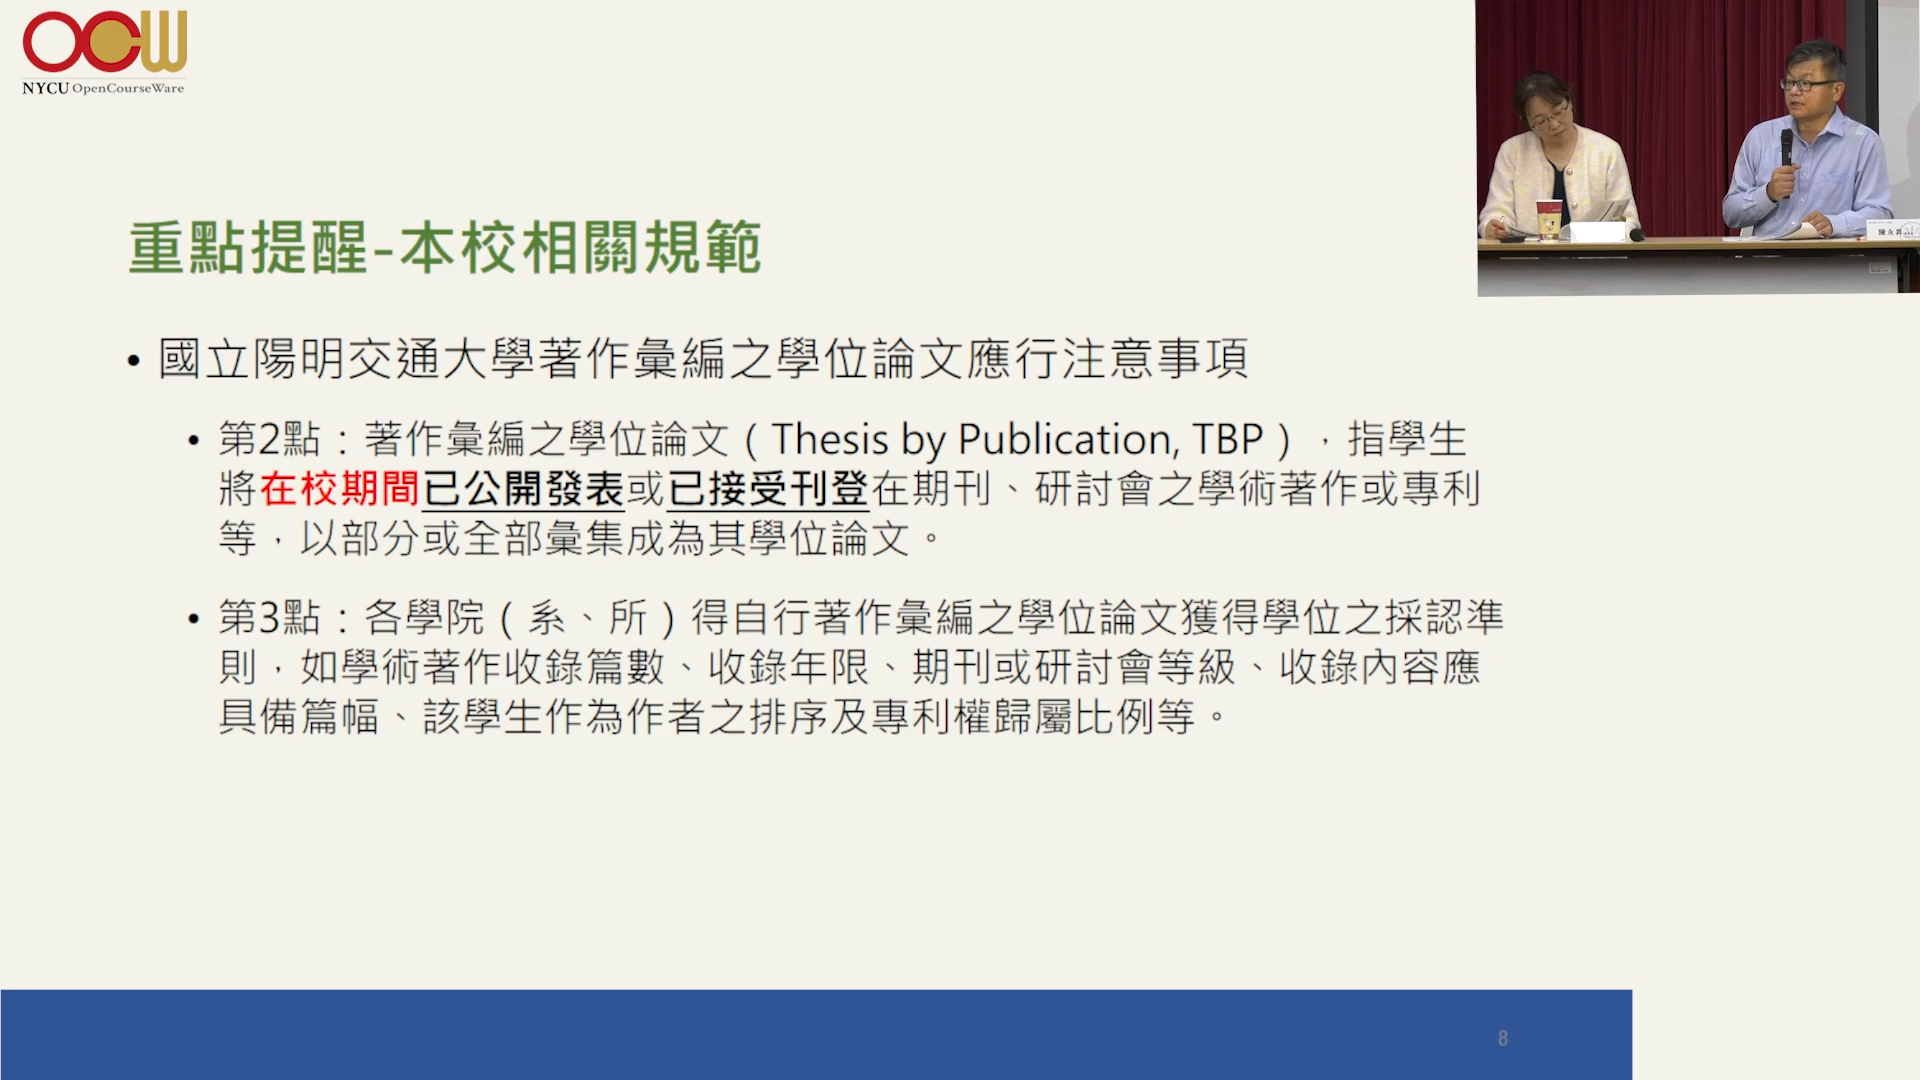 OCW
NYCU OpenCourseWare
重點提醒-本校相關規範
• 國立陽明交通大學著作彙編之學位論文應行注意事項
• 第2點：著作彙編之學位論文（Thesis by Publication, TBP），指學生
將在校期間已公開發表或已接受刊登在期刊、研討會之學術著作或專利
等，以部分或全部彙集成為其學位論文。
• 第3點：各學院（系、所）得自行著作彙編之學位論文獲得學位之採認準
則，如學術著作收錄篇數、收錄年限、期刊或研討會等級、收錄內容應
具備篇幅、該學生作為作者之排序及專利權歸屬比例等。
8